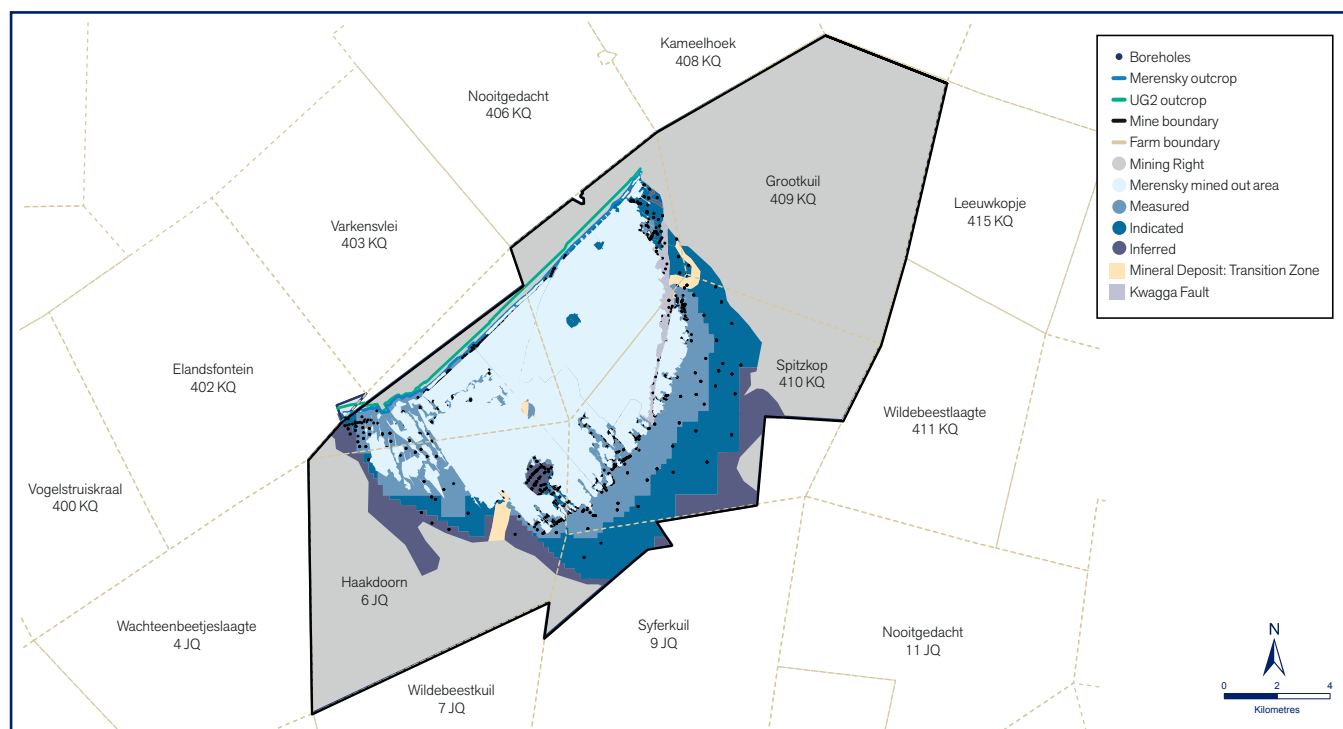 Kameelhoek
408 KQ
Nooitgedacht
406 KQ
Grootkuil
409 KQ
Leeuwkopje
415 KQ
Varkensvlei
403 KQ
Elandsfontein
402 KQ
Spitzkop
410 KQ
Wildebeestlaagte
411 KQ
Vogelstruiskraal
400 KQ
Haakdoorn
6 JQ
Wachteenbeetjeslaagte
4 JQ
Syferkuil
9 JQ
Nooitgedacht
11 JQ
Wildebeestkuil
7 JQ
Boreholes
Merensky outcrop
UG2 outcrop
Mine boundary
Farm boundary
Mining Right
Merensky mined out area
Measured
Indicated
Inferred
Mineral Deposit: Transition Zone
Kwagga Fault
N
0 2 4
Kilometres